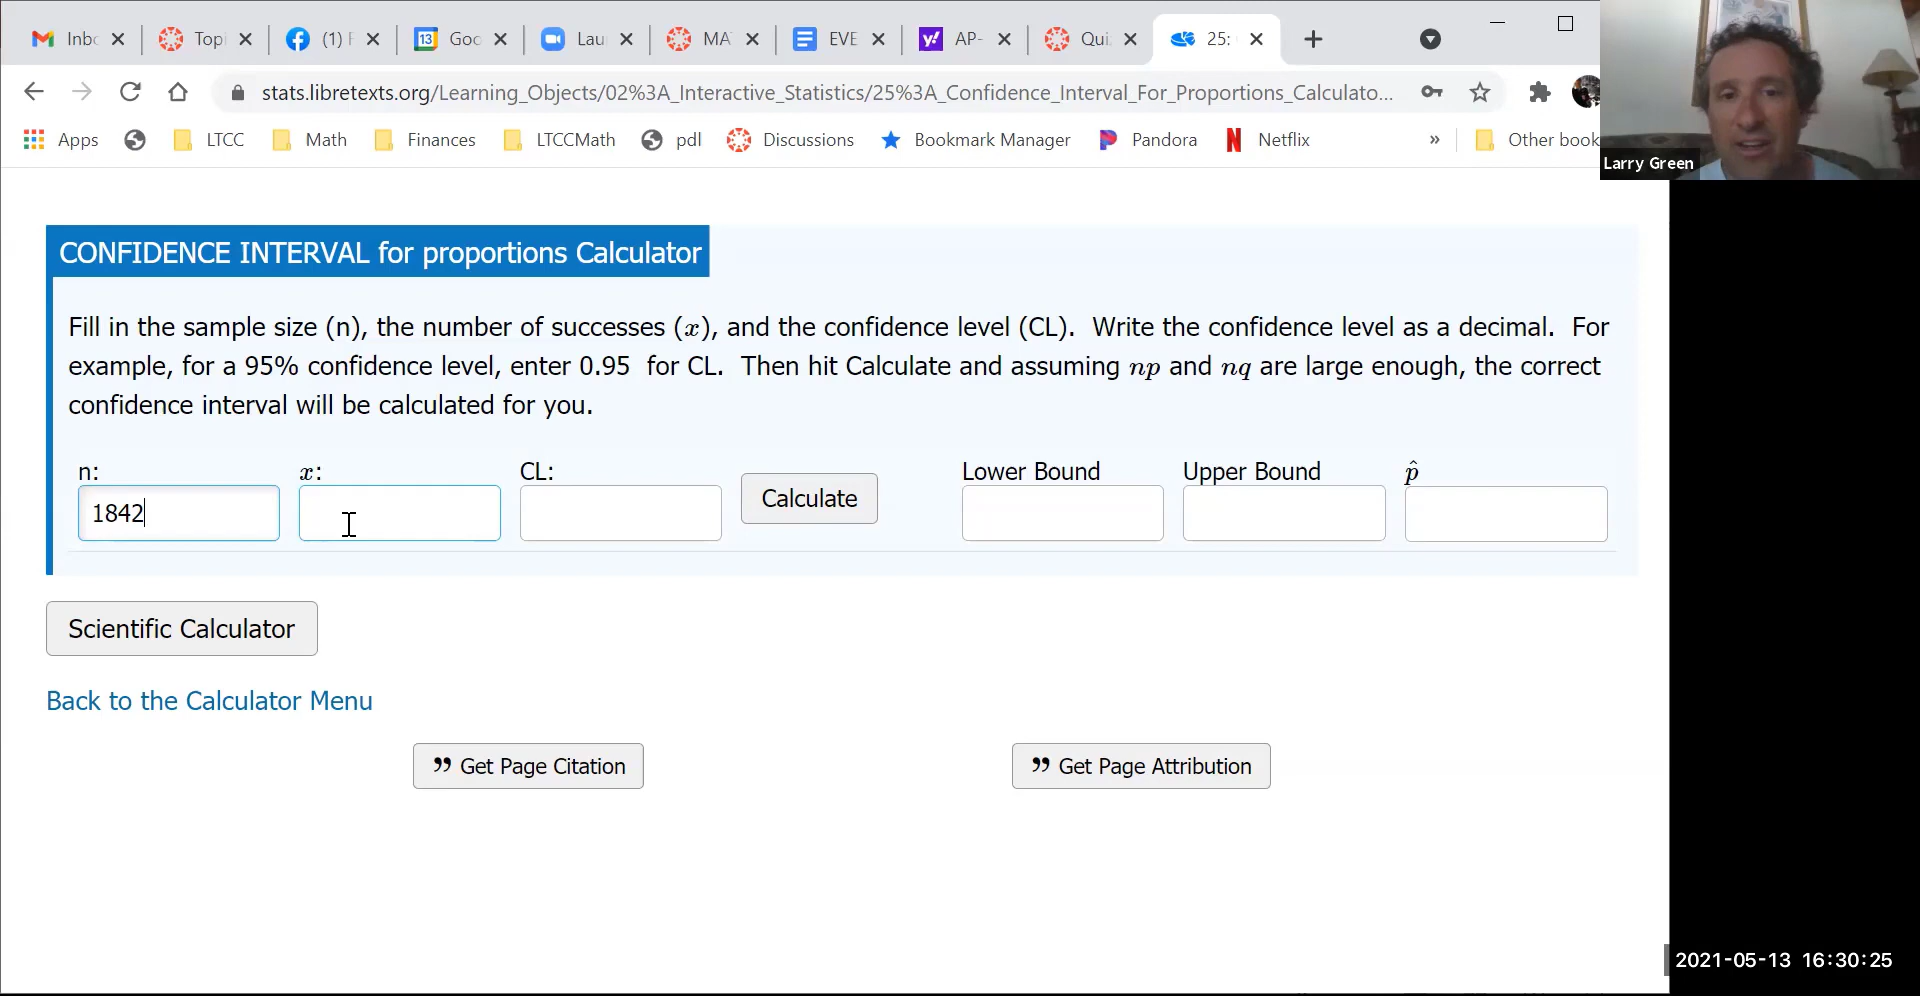 Inbo
Topi
(1) F
13
Goo
Lau
MA
EVE
y!
AP-
Qui
25:
stats.libretexts.org/Learning_Objects/02%3A_Interactive_Statistics/25%3A_Confidence_Interval_For_Proportions_Calculato...
Apps
LTCC
Math
Finances
LTCCMath
pdl
Discussions
Bookmark Manager
Pandora
Netflix
»
Other book
Larry Green
CONFIDENCE INTERVAL for proportions Calculator
Fill in the sample size (n), the number of successes (x), and the confidence level (CL). Write the confidence level as a decimal. For
example, for a 95% confidence level, enter 0.95 for CL. Then hit Calculate and assuming np and nq are large enough, the correct
confidence interval will be calculated for you.
n:
x:
CL:
Calculate
Lower Bound
Upper Bound
p̂
1842
Scientific Calculator
Back to the Calculator Menu
" Get Page Citation
" Get Page Attribution
2021-05-13 16:30:25